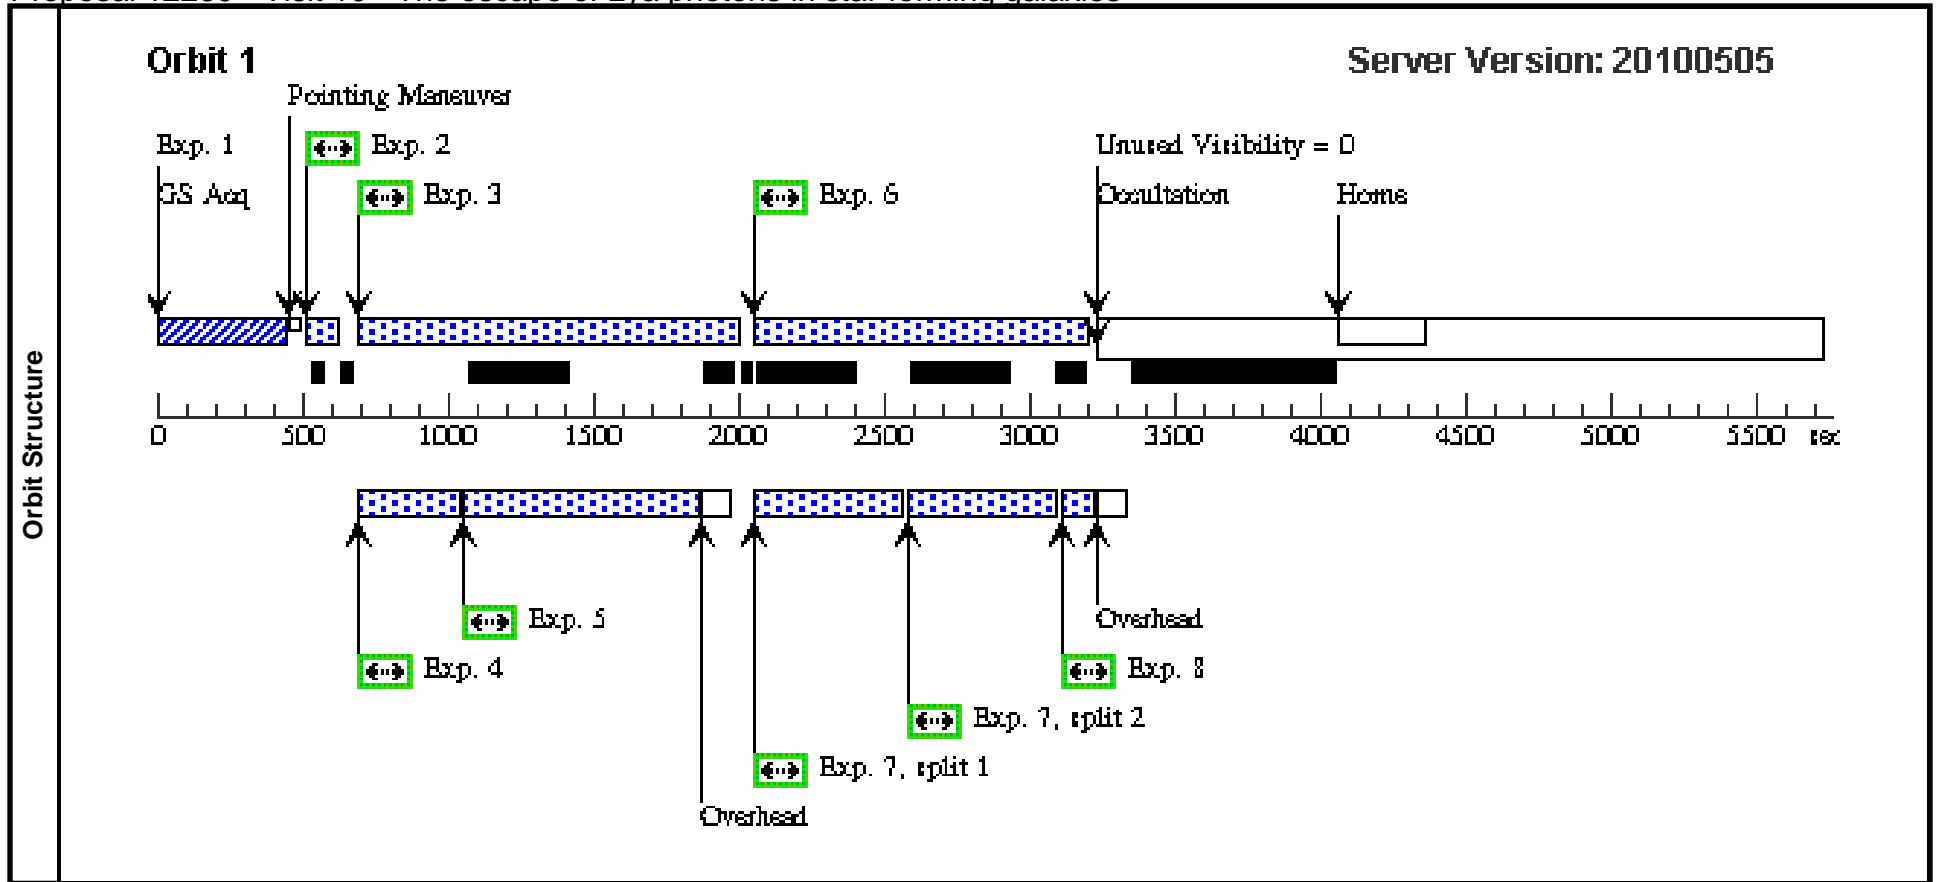 Orbit 1
Server Version: 20100505
Pointing Maneuver
Exp. 1
Exp. 2
Unused Visibility = 0
GS Acq
Exp. 3
Exp. 6
Occultation
Home
0 500 1000 1500 2000 2500 3000 3500 4000 4500 5000 5500 sec
Orbit Structure
Exp. 5
Overhead
Exp. 4
Exp. 8
Exp. 7, split 2
Exp. 7, split 1
Overhead